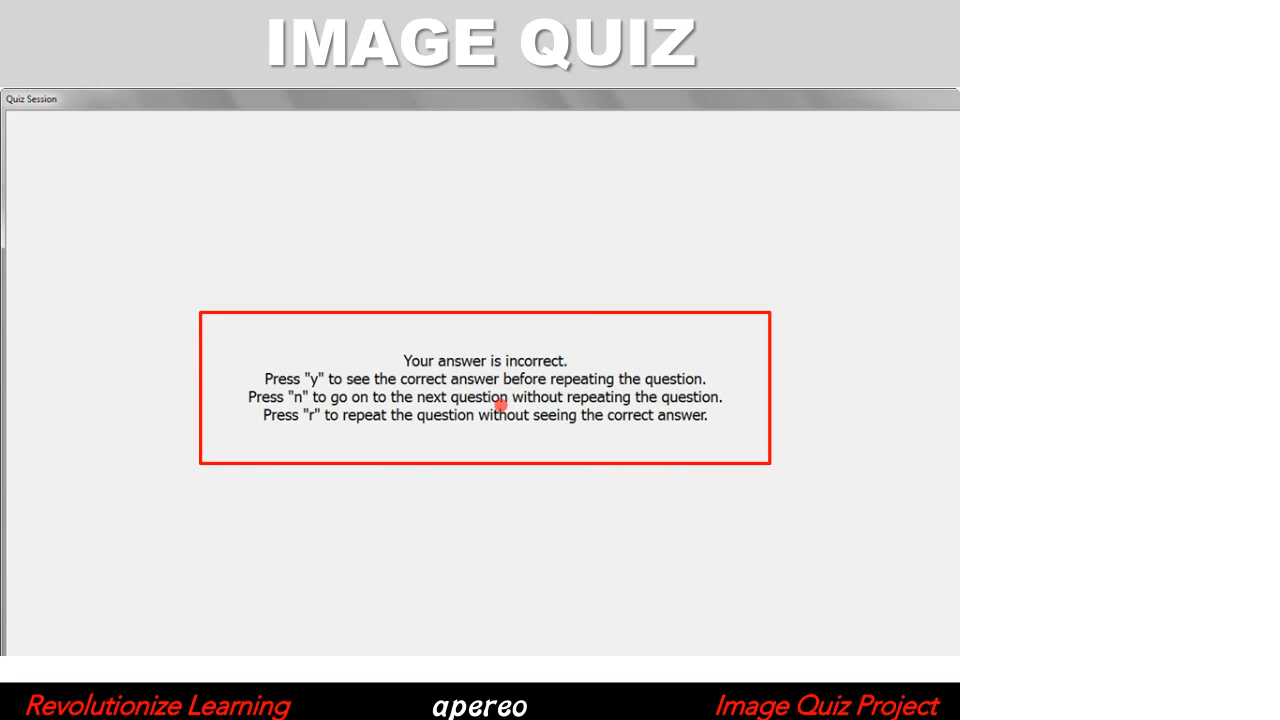 IMAGE QUIZ
Quiz Session
Your answer is incorrect.
Press "y" to see the correct answer before repeating the question.
Press "n" to go on to the next question without repeating the question.
Press "r" to repeat the question without seeing the correct answer.
Revolutionize Learning
apereo
Image Quiz Project